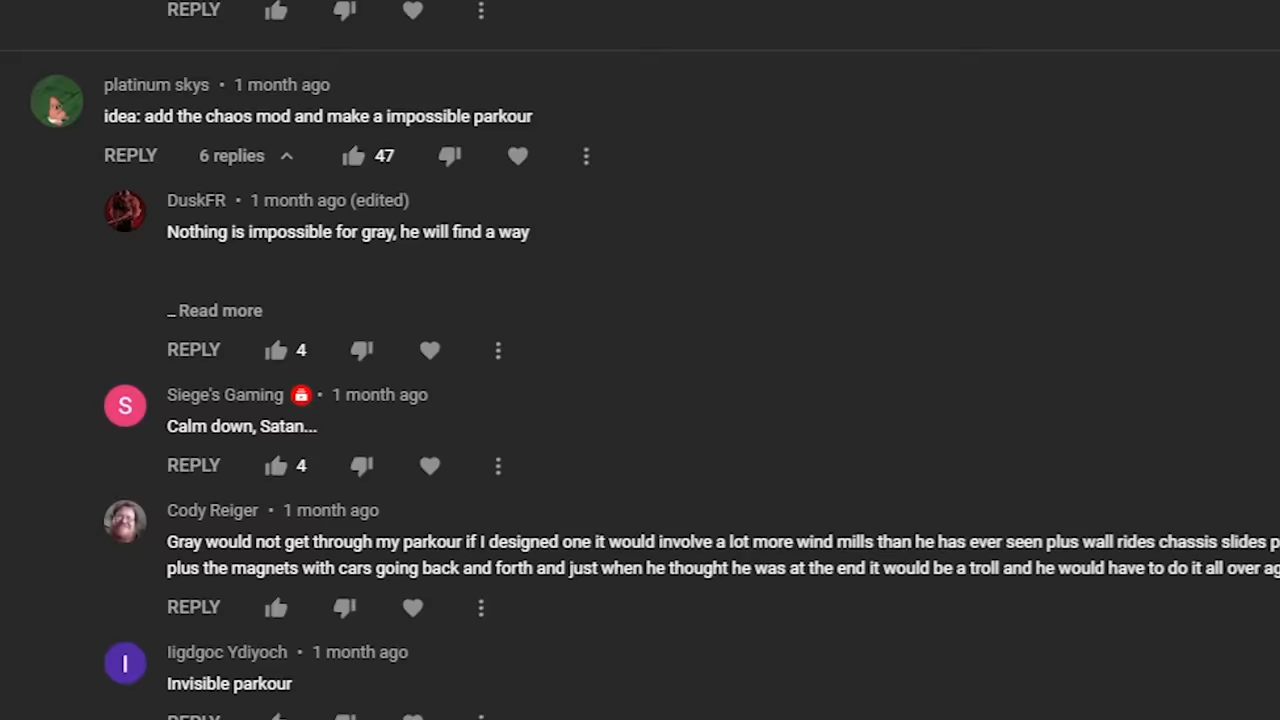 REPLY
platinum skys • 1 month ago
idea: add the chaos mod and make a impossible parkour
REPLY 6 replies 47
DuskFR • 1 month ago (edited)
Nothing is impossible for gray, he will find a way
...Read more
REPLY 4
S
Siege's Gaming • 1 month ago
Calm down, Satan...
REPLY 4
Cody Reiger • 1 month ago
Gray would not get through my parkour if I designed one it would involve a lot more wind mills than he has ever seen plus wall rides chassis slides p
plus the magnets with cars going back and forth and just when he thought he was at the end it would be a troll and he would have to do it all over ag
REPLY
I
Iigdgoc Ydiyoch • 1 month ago
Invisible parkour
REPLY